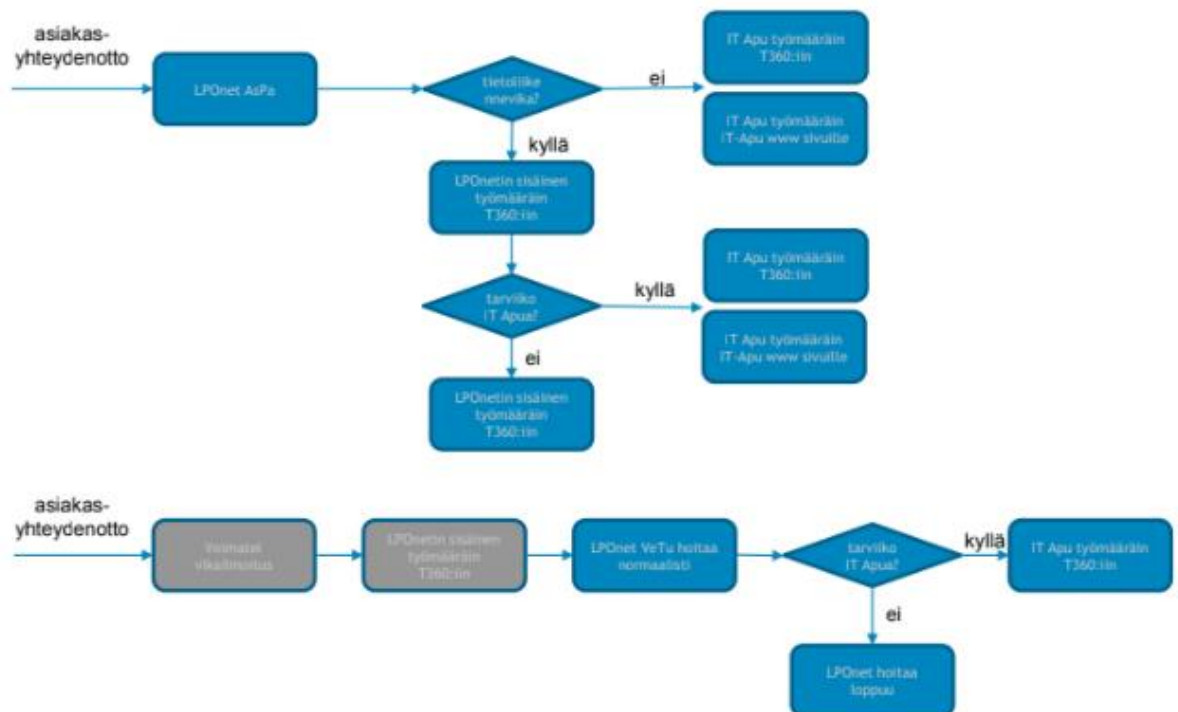 asiakas-
yhteydenotto
LPOnet AsPa
tietoliike
nnevika?
ei
IT Apu työmääräin
T360:iin
IT Apu työmääräin
IT-Apu www sivuille
kyllä
LPOnetin sisäinen
työmääräin
T360:iin
tarviiko
IT Apua?
kyllä
IT Apu työmääräin
T360:iin
IT Apu työmääräin
IT-Apu www sivuille
ei
LPOnetin sisäinen
työmääräin
T360:iin
asiakas-
yhteydenotto
vikailmoitus
LPOnetin sisäinen
työmääräin
T360:iin
LPOnet VeTu hoitaa
normaalisti
tarviiko
IT Apua?
kyllä
IT Apu työmääräin
T360:iin
ei
LPOnet hoitaa
loppuu